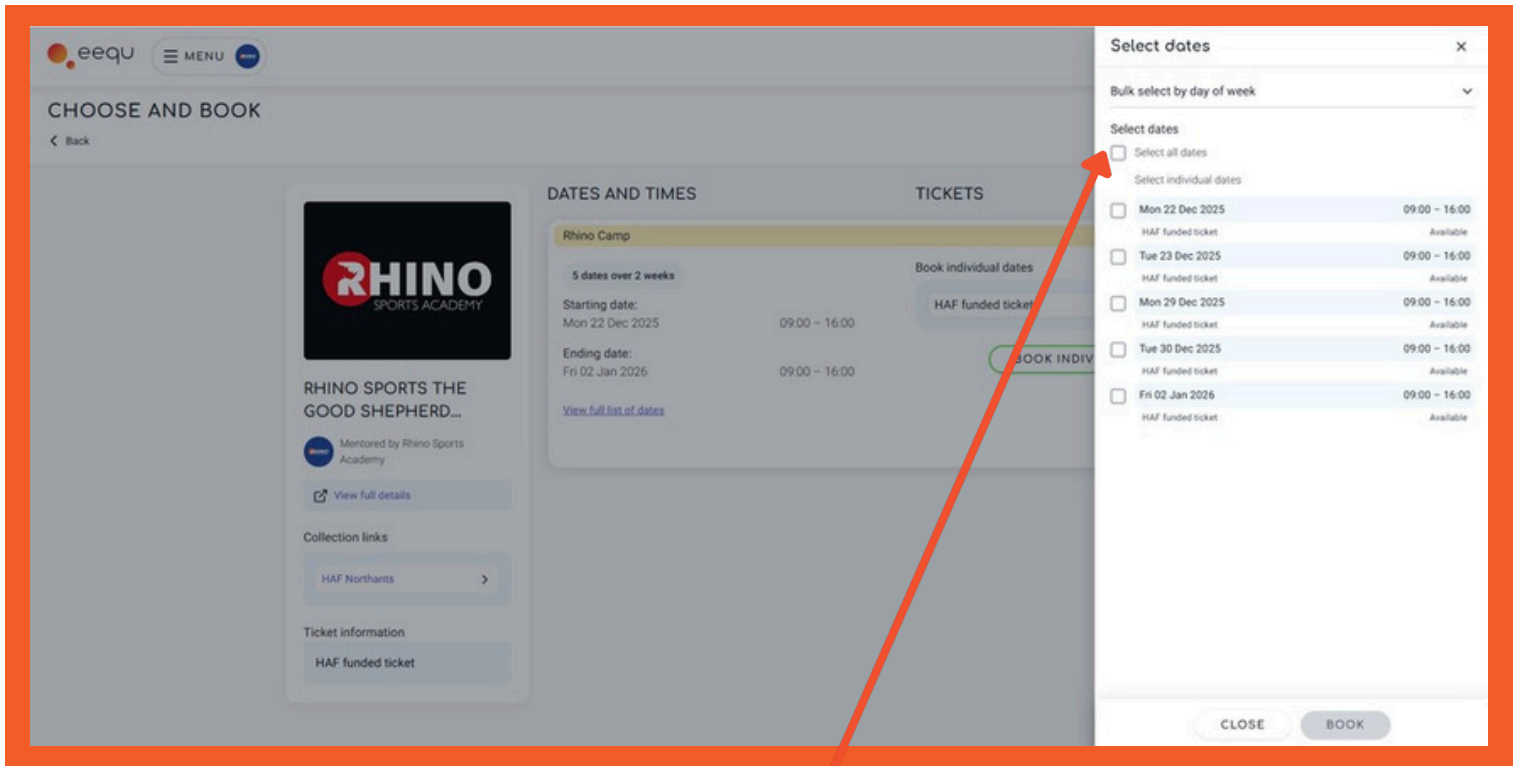 eequ
MENU
CHOOSE AND BOOK
Back
RHINO
SPORTS ACADEMY
RHINO SPORTS THE
GOOD SHEPHERD...
Mentored by Rhino Sports
Academy
View full details
Collection links
HAF Northants
Ticket information
HAF funded ticket
DATES AND TIMES
TICKETS
Rhino Camp
5 dates over 2 weeks
Starting date:
Mon 22 Dec 2025 09:00 – 16:00
Ending date:
Fri 02 Jan 2026 09:00 – 16:00
View full list of dates
Book individual dates
HAF funded ticket
BOOK INDIV
Select dates
Bulk select by day of week
Select dates
Select all dates
Select individual dates
Mon 22 Dec 2025 09:00 – 16:00
HAF funded ticket Available
Tue 23 Dec 2025 09:00 – 16:00
HAF funded ticket Available
Mon 29 Dec 2025 09:00 – 16:00
HAF funded ticket Available
Tue 30 Dec 2025 09:00 – 16:00
HAF funded ticket Available
Fri 02 Jan 2026 09:00 – 16:00
HAF funded ticket Available
CLOSE BOOK